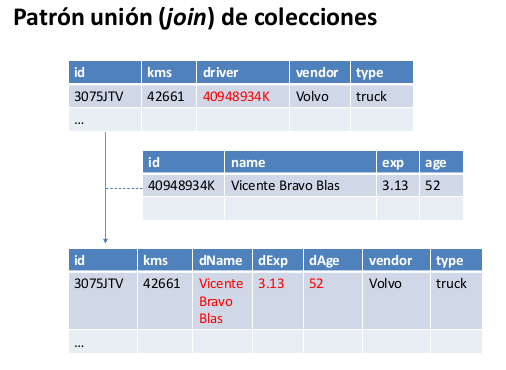 Patrón unión (join) de colecciones
id kms driver vendor type
3075JTV 42661 40948934K Volvo truck
...
id name exp age
40948934K Vicente Bravo Blas 3.13 52
id kms dName dExp dAge vendor type
3075JTV 42661 Vicente 3.13 52 Volvo truck
Bravo
Blas
...